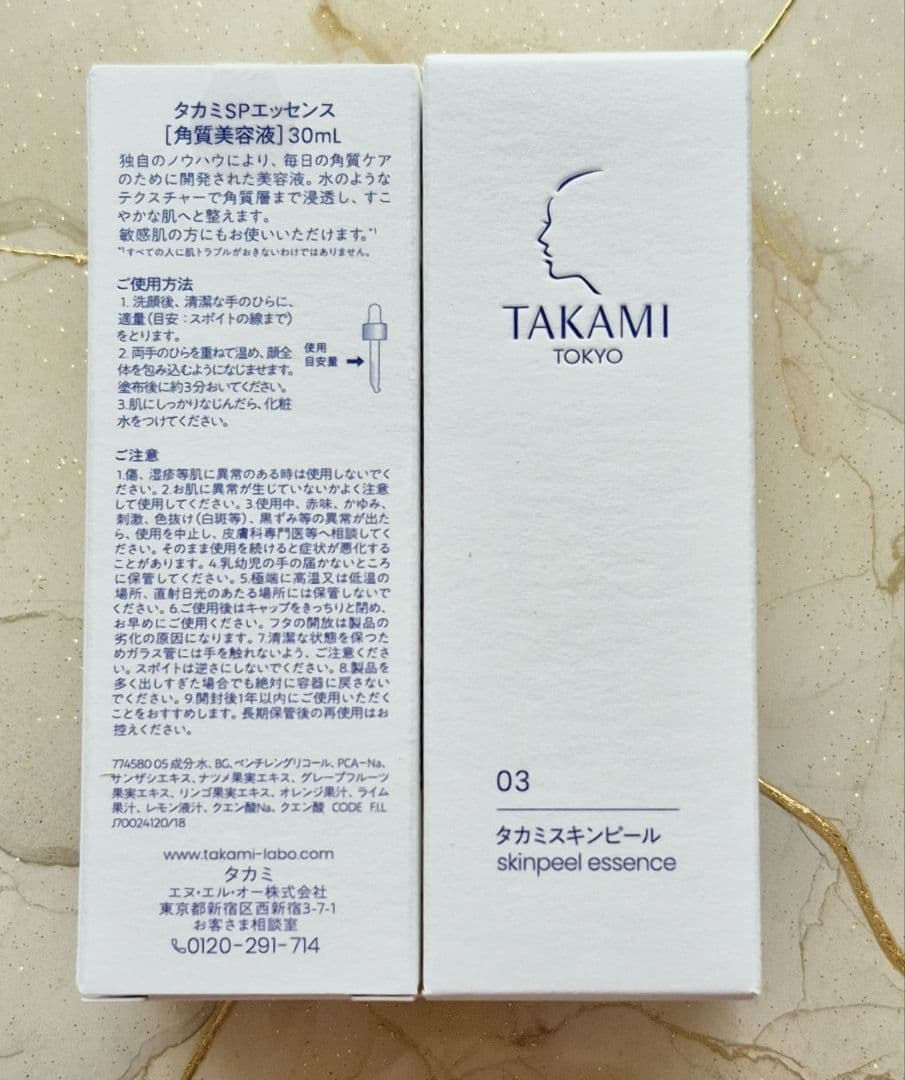 タカミSPエッセンス
[角質美容液]30mL
独自のノウハウにより、毎日の角質ケア
のために開発された美容液。水のような
テクスチャーで角質層まで浸透し、すこ
やかな肌へと整えます。
敏感肌の方にもお使いいただけます。*1
*1 すべての人に肌トラブルがおきないわけではありません。
ご使用方法
1. 洗顔後、清潔な手のひらに、
適量(目安:スポイトの線まで)
をとります。
2. 両手のひらを重ねて温め、顔全
体を包み込むようになじませます。
塗布後に約3分おいてください。
3.肌にしっかりなじんだら、化粧
水をつけてください。
使用
目安量
ご注意
1.傷、湿疹等肌に異常のある時は使用しないでく
ださい。2.お肌に異常が生じていないかよく注意
して使用してください。3.使用中、赤味、かゆみ、
刺激、色抜け(白斑等)、黒ずみ等の異常が出た
ら、使用を中止し、皮膚科専門医等へ相談してく
ださい。そのまま使用を続けると症状が悪化する
ことがあります。4.乳幼児の手の届かないところ
に保管してください。5.極端に高温又は低温の
場所、直射日光のあたる場所には保管しないで
ください。6.ご使用後はキャップをきっちりと閉め、
お早めにご使用ください。フタの開放は製品の
劣化の原因になります。7.清潔な状態を保つた
めガラス管には手を触れないよう、ご注意くださ
い。スポイトは逆さにしないでください。8.製品を
多く出しすぎた場合でも絶対に容器に戻さない
でください。9.開封後1年以内にご使用いただく
ことをおすすめします。長期保管後の再使用はお
控えください。
774580 05 成分 水、BG、ペンチレングリコール、PCA-Na、
サンザシエキス、ナツメ果実エキス、グレープフルーツ
果実エキス、リンゴ果実エキス、オレンジ果汁、ライム
果汁、レモン液汁、クエン酸Na、クエン酸 CODE F.I.L
J70024120/18
www.takami-labo.com
タカミ
エヌ・エル・オー株式会社
東京都新宿区西新宿3-7-1
お客さま相談室
0120-291-714
TAKAMI
TOKYO
03
タカミスキンピール
skinpeel essence